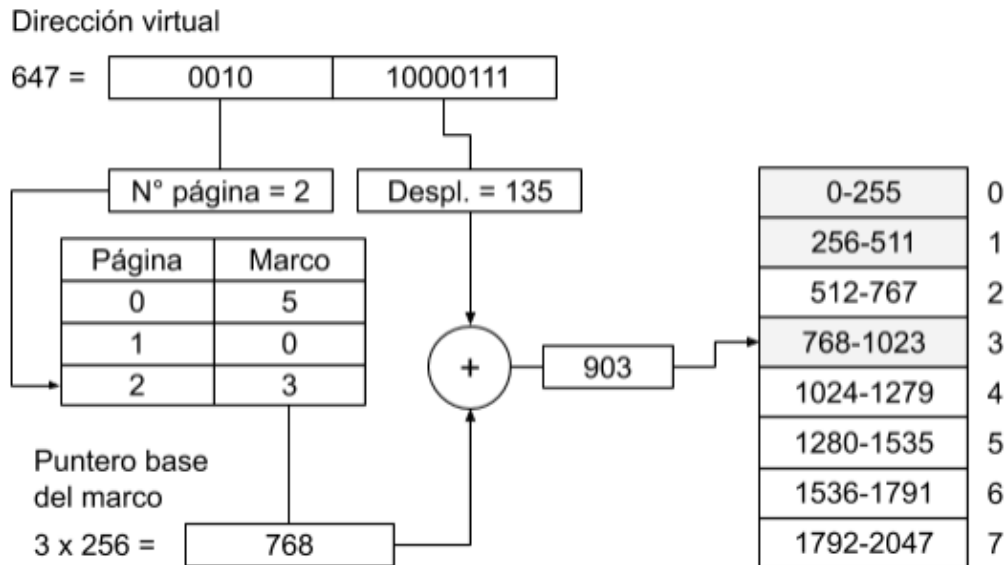 Dirección virtual
647 = 0010 10000111
N° página = 2 Despl. = 135
Página Marco
0 5
1 0
2 3
Puntero base
del marco
3 x 256 = 768
+
903
0-255 0
256-511 1
512-767 2
768-1023 3
1024-1279 4
1280-1535 5
1536-1791 6
1792-2047 7